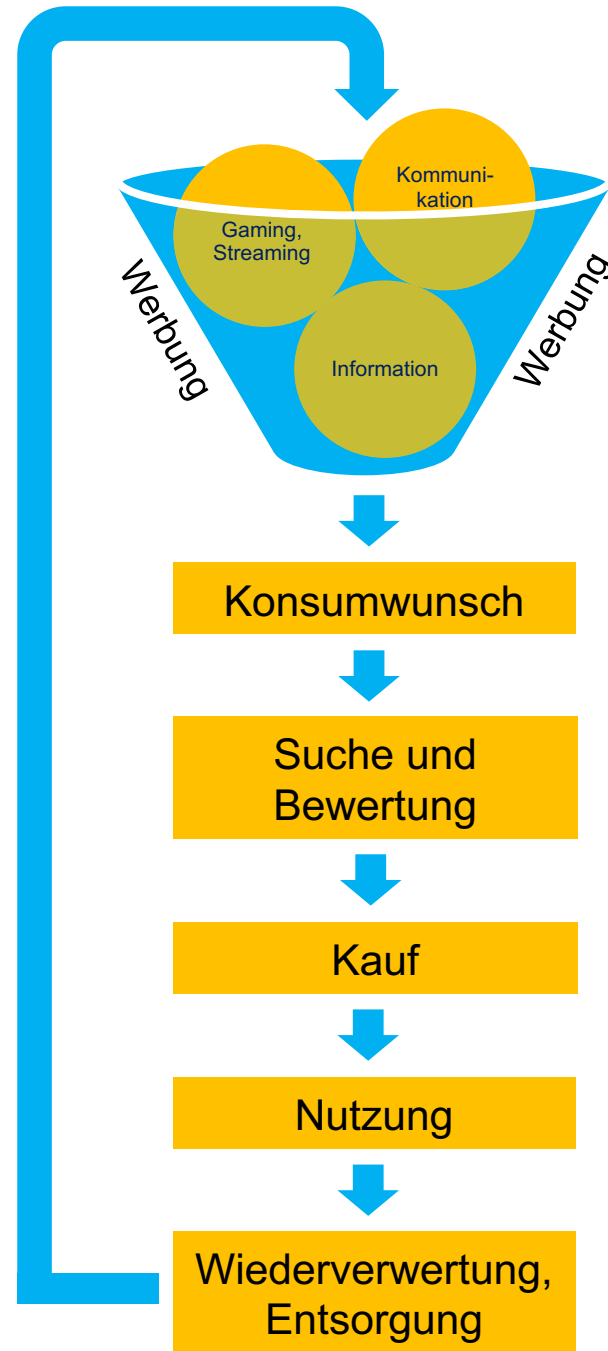 Kommuni-
kation
Gaming,
Streaming
Werbung
Werbung
Information
Konsumwunsch
Suche und
Bewertung
Kauf
Nutzung
Wiederverwertung,
Entsorgung